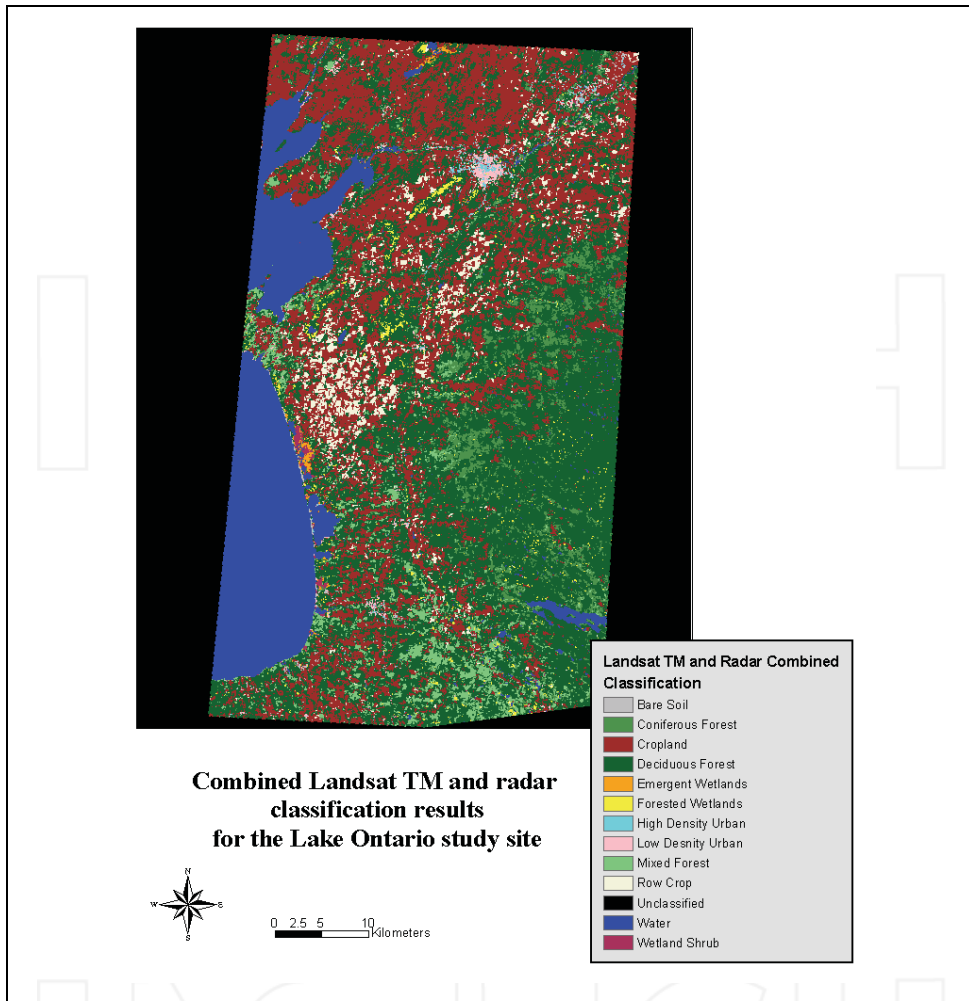 Landsat TM and Radar Combined
Classification
Bare Soil
Coniferous Forest
Cropland
Deciduous Forest
Emergent Wetlands
Forested Wetlands
High Density Urban
Low Desnity Urban
Mixed Forest
Row Crop
Unclassified
Water
Wetland Shrub
Combined Landsat TM and radar
classification results
for the Lake Ontario study site
N
W E
S
0 2.5 5 10
Kilometers